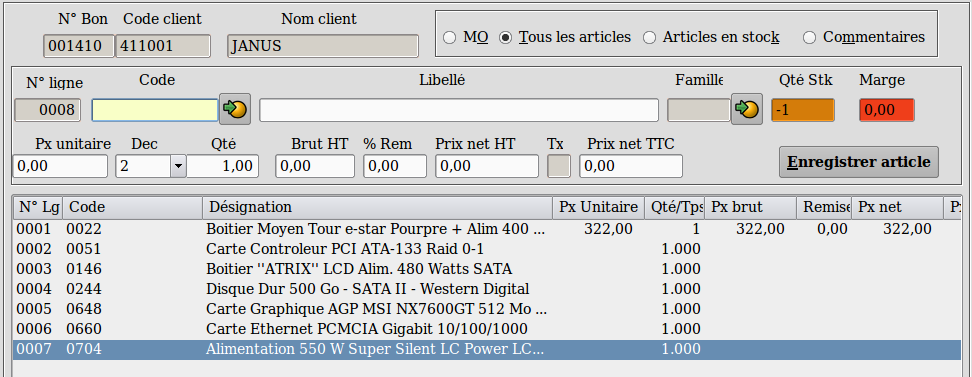 N° Bon Code client Nom client
001410 411001 JANUS
MO Tous les articles Articles en stock Commentaires
N° ligne Code Libellé Famille Qté Stk Marge
0008 -1 0,00
Px unitaire Dec Qté Brut HT % Rem Prix net HT Tx Prix net TTC
0,00 2 1,00 0,00 0,00 0,00 0,00 Enregistrer article
N° Lg Code Désignation Px Unitaire Qté/Tps Px brut Remise Px net
0001 0022 Boitier Moyen Tour e-star Pourpre + Alim 400 ... 322,00 1 322,00 0,00 322,00
0002 0051 Carte Controleur PCI ATA-133 Raid 0-1 1.000
0003 0146 Boitier ''ATRIX'' LCD Alim. 480 Watts SATA 1.000
0004 0244 Disque Dur 500 Go - SATA II - Western Digital 1.000
0005 0648 Carte Graphique AGP MSI NX7600GT 512 Mo ... 1.000
0006 0660 Carte Ethernet PCMCIA Gigabit 10/100/1000 1.000
0007 0704 Alimentation 550 W Super Silent LC Power LC... 1.000